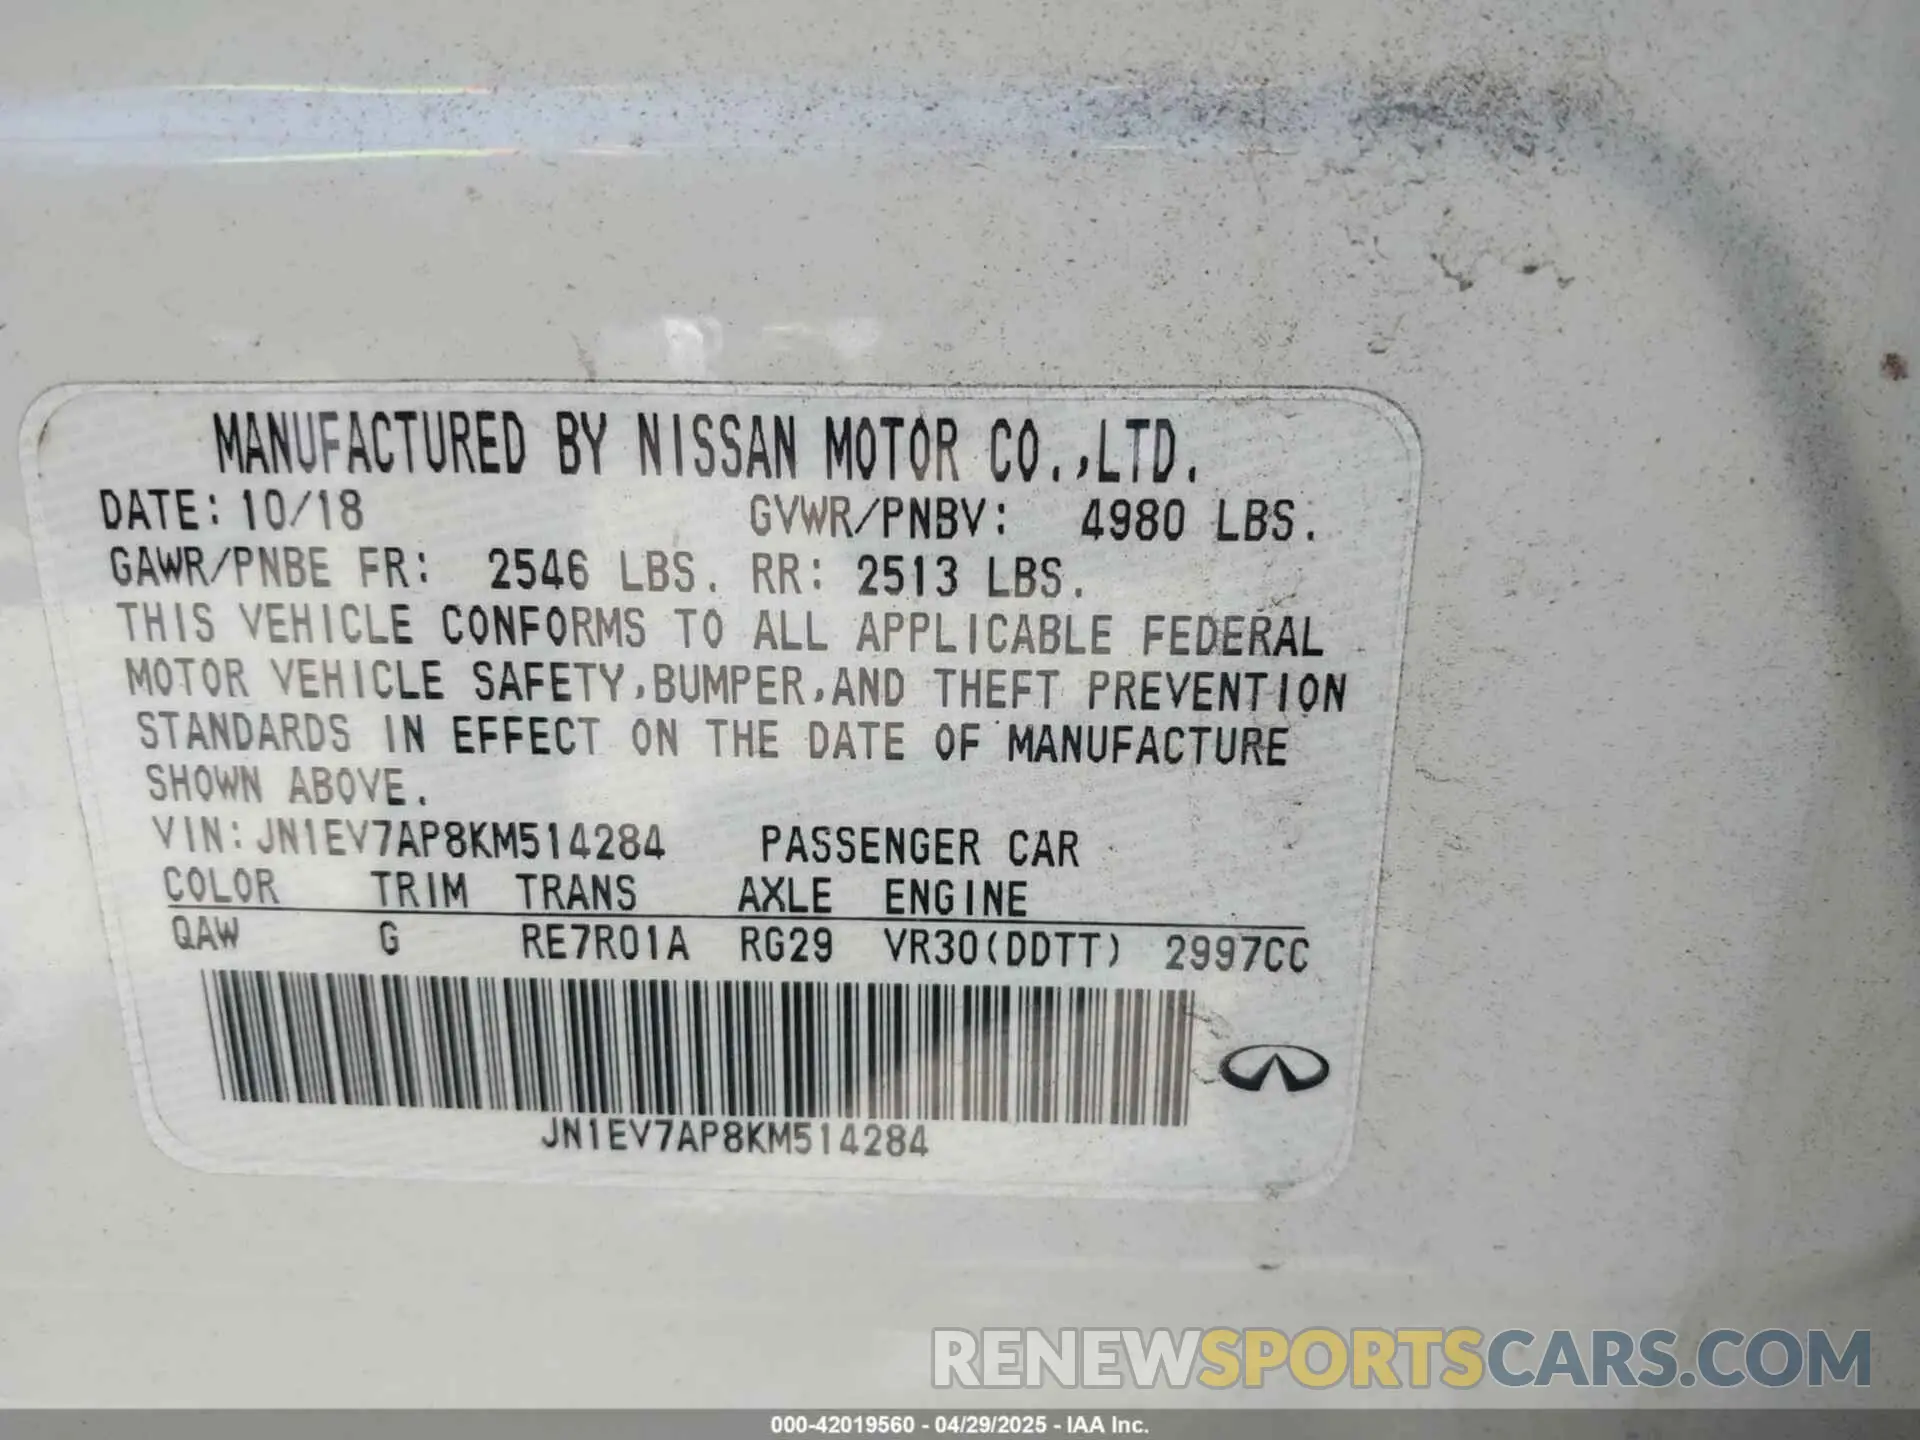 MANUFACTURED BY NISSAN MOTOR CO.,LTD.
DATE: 10/18 GVWR/PNBV: 4980 LBS.
GAWR/PNBE FR: 2546 LBS. RR: 2513 LBS.
THIS VEHICLE CONFORMS TO ALL APPLICABLE FEDERAL
MOTOR VEHICLE SAFETY,BUMPER,AND THEFT PREVENTION
STANDARDS IN EFFECT ON THE DATE OF MANUFACTURE
SHOWN ABOVE.
VIN: JN1EV7AP8KM514284 PASSENGER CAR
COLOR TRIM TRANS AXLE ENGINE
QAW G RE7R01A RG29 VR30(DDTT) 2997CC
JN1EV7AP8KM514284
RENEWSPORTSCARS.COM
000-42019560 - 04/29/2025 - IAA Inc.